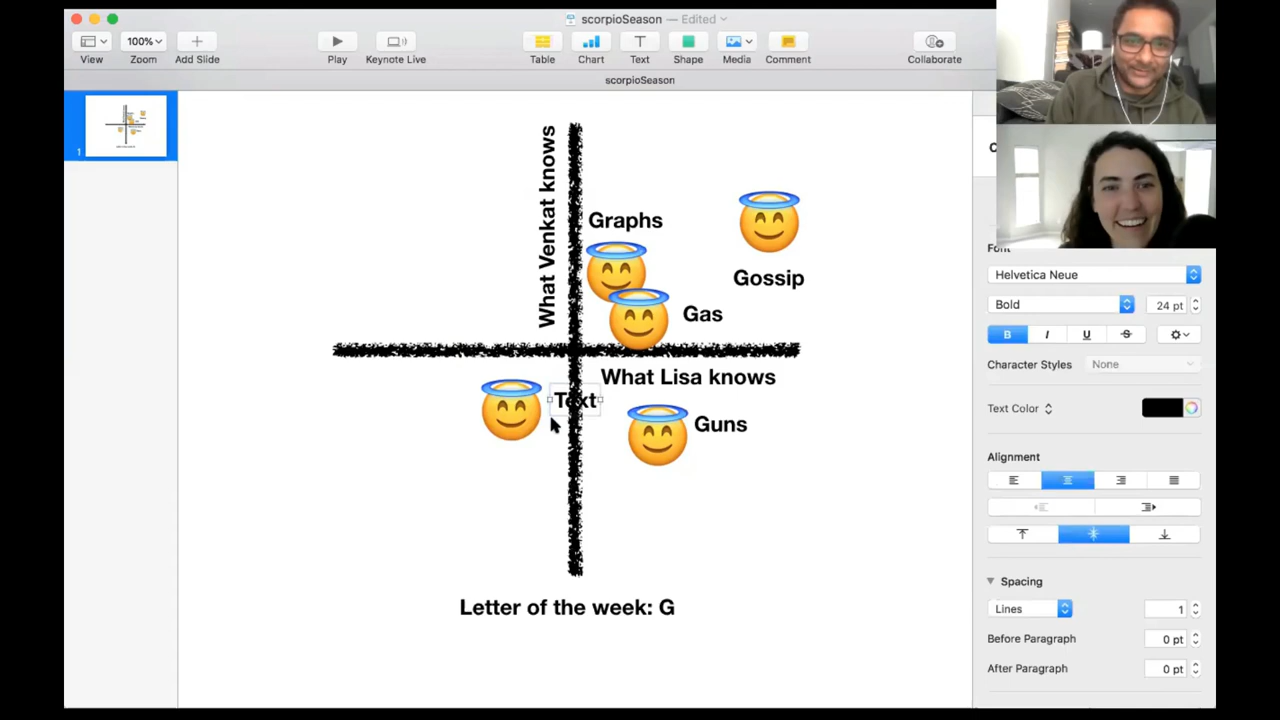 scorpioSeason — Edited
100%
View
Zoom
Add Slide
Play
Keynote Live
Table
Chart
Text
Shape
Media
Comment
Collaborate
scorpioSeason
1
What Venkat knows
Graphs
Gossip
Gas
What Lisa knows
Text
Guns
Letter of the week: G
Font
Helvetica Neue
Bold
24 pt
B I U S
Character Styles
None
Text Color
Alignment
Spacing
Lines
1
Before Paragraph
0 pt
After Paragraph
0 pt